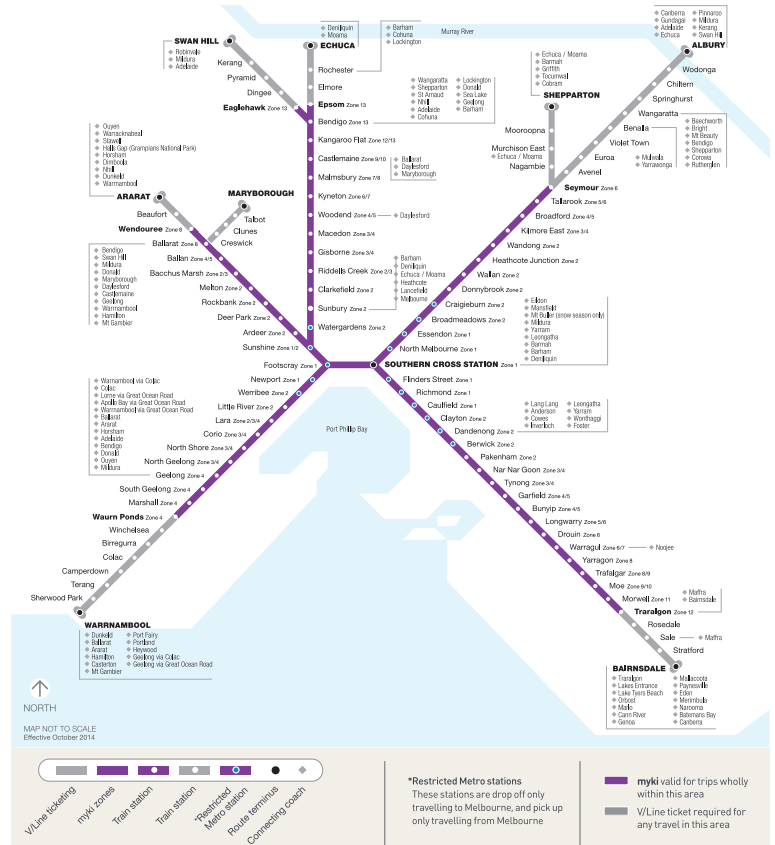 SWAN HILL
Robinvale
Mildura
Adelaide
Kerang
Pyramid
Dingee
Eaglehawk Zone 13
ECHUCA
Deniliquin
Moama
Murray River
Barham
Cohuna
Lockington
Rochester
Elmore
Epsom Zone 13
Bendigo Zone 13
Wangaratta
Shepparton
St Arnaud
Nhill
Adelaide
Cohuna
Lockington
Donald
Sea Lake
Geelong
Barham
Kangaroo Flat Zone 12/13
Castlemaine Zone 9/10
Ballarat
Daylesford
Maryborough
Malmsbury Zone 7/8
Kyneton Zone 6/7
Woodend Zone 4/5
Daylesford
Macedon Zone 3/4
Gisborne Zone 3/4
Riddells Creek Zone 2/3
Clarkefield Zone 2
Sunbury Zone 2
Barham
Deniliquin
Echuca / Moama
Heathcote
Lancefield
Melbourne
Watergardens Zone 2
SHEPPARTON
Echuca / Moama
Barmah
Griffith
Tocumwal
Cobram
Mooroopna
Murchison East
Echuca / Moama
Nagambie
ALBURY
Canberra
Gundagai
Adelaide
Echuca
Pinnaroo
Mildura
Kerang
Swan Hill
Wodonga
Chiltern
Springhurst
Wangaratta
Beechworth
Bright
Mt Beauty
Bendigo
Shepparton
Corowa
Rutherglen
Benalla
Mulwala
Yarrawonga
Violet Town
Euroa
Avenel
Seymour Zone 6
Tallarook Zone 5/6
Broadford Zone 4/5
Kilmore East Zone 3/4
Wandong Zone 2
Heathcote Junction Zone 2
Wallan Zone 2
Donnybrook Zone 2
Craigieburn Zone 2
Broadmeadows Zone 2
Essendon Zone 1
North Melbourne Zone 1
SOUTHERN CROSS STATION Zone 1
Eildon
Mansfield
Mt Buller (snow season only)
Mildura
Yarram
Leongatha
Barmah
Barham
Deniliquin
ARARAT
Ouyen
Warracknabeal
Stawell
Halls Gap (Grampians National Park)
Horsham
Dimboola
Nhill
Dunkeld
Warrnambool
Beaufort
Wendouree Zone 8
MARYBOROUGH
Talbot
Clunes
Creswick
Ballarat Zone 8
Bendigo
Swan Hill
Mildura
Donald
Maryborough
Daylesford
Castlemaine
Geelong
Warrnambool
Hamilton
Mt Gambier
Ballan Zone 4/5
Bacchus Marsh Zone 2/3
Melton Zone 2
Rockbank Zone 2
Deer Park Zone 2
Ardeer Zone 2
Sunshine Zone 1/2
Footscray Zone 1
Newport Zone 1
Werribee Zone 2
Little River Zone 2
Lara Zone 2/3/4
Corio Zone 3/4
North Shore Zone 3/4
North Geelong Zone 3/4
Geelong Zone 4
Warnambool via Colac
Colac
Lorne via Great Ocean Road
Apollo Bay via Great Ocean Road
Warrnambool via Great Ocean Road
Ballarat
Ararat
Horsham
Adelaide
Bendigo
Donald
Ouyen
Mildura
South Geelong Zone 4
Marshall Zone 4
Waurn Ponds Zone 4
Winchelsea
Birregurra
Colac
Camperdown
Terang
Sherwood Park
WARRNAMBOOL
Dunkeld
Ballarat
Ararat
Hamilton
Casterton
Mt Gambier
Port Fairy
Portland
Heywood
Geelong via Colac
Geelong via Great Ocean Road
Port Phillip Bay
Flinders Street Zone 1
Richmond Zone 1
Caulfield Zone 1
Clayton Zone 2
Dandenong Zone 2
Lang Lang
Anderson
Cowes
Inverloch
Leongatha
Yarram
Wonthaggi
Foster
Berwick Zone 2
Pakenham Zone 2
Nar Nar Goon Zone 3/4
Tynong Zone 3/4
Garfield Zone 4/5
Bunyip Zone 4/5
Longwarry Zone 5/6
Drouin Zone 6
Warragul Zone 6/7
Noojee
Yarragon Zone 8
Trafalgar Zone 8/9
Moe Zone 9/10
Morwell Zone 11
Traralgon Zone 12
Maffra
Bairnsdale
Rosedale
Sale
Maffra
Stratford
BAIRNSDALE
Traralgon
Lakes Entrance
Lake Tyers Beach
Orbost
Marlo
Cann River
Genoa
Mallacoota
Paynesville
Eden
Merimbula
Narooma
Batemans Bay
Canberra
NORTH
MAP NOT TO SCALE
Effective October 2014
V/Line ticketing
myki zones
Train station
Train station
*Restricted
Metro station
Route terminus
Connecting coach
*Restricted Metro stations
These stations are drop off only
travelling to Melbourne, and pick up
only travelling from Melbourne
myki valid for trips wholly
within this area
V/Line ticket required for
any travel in this area